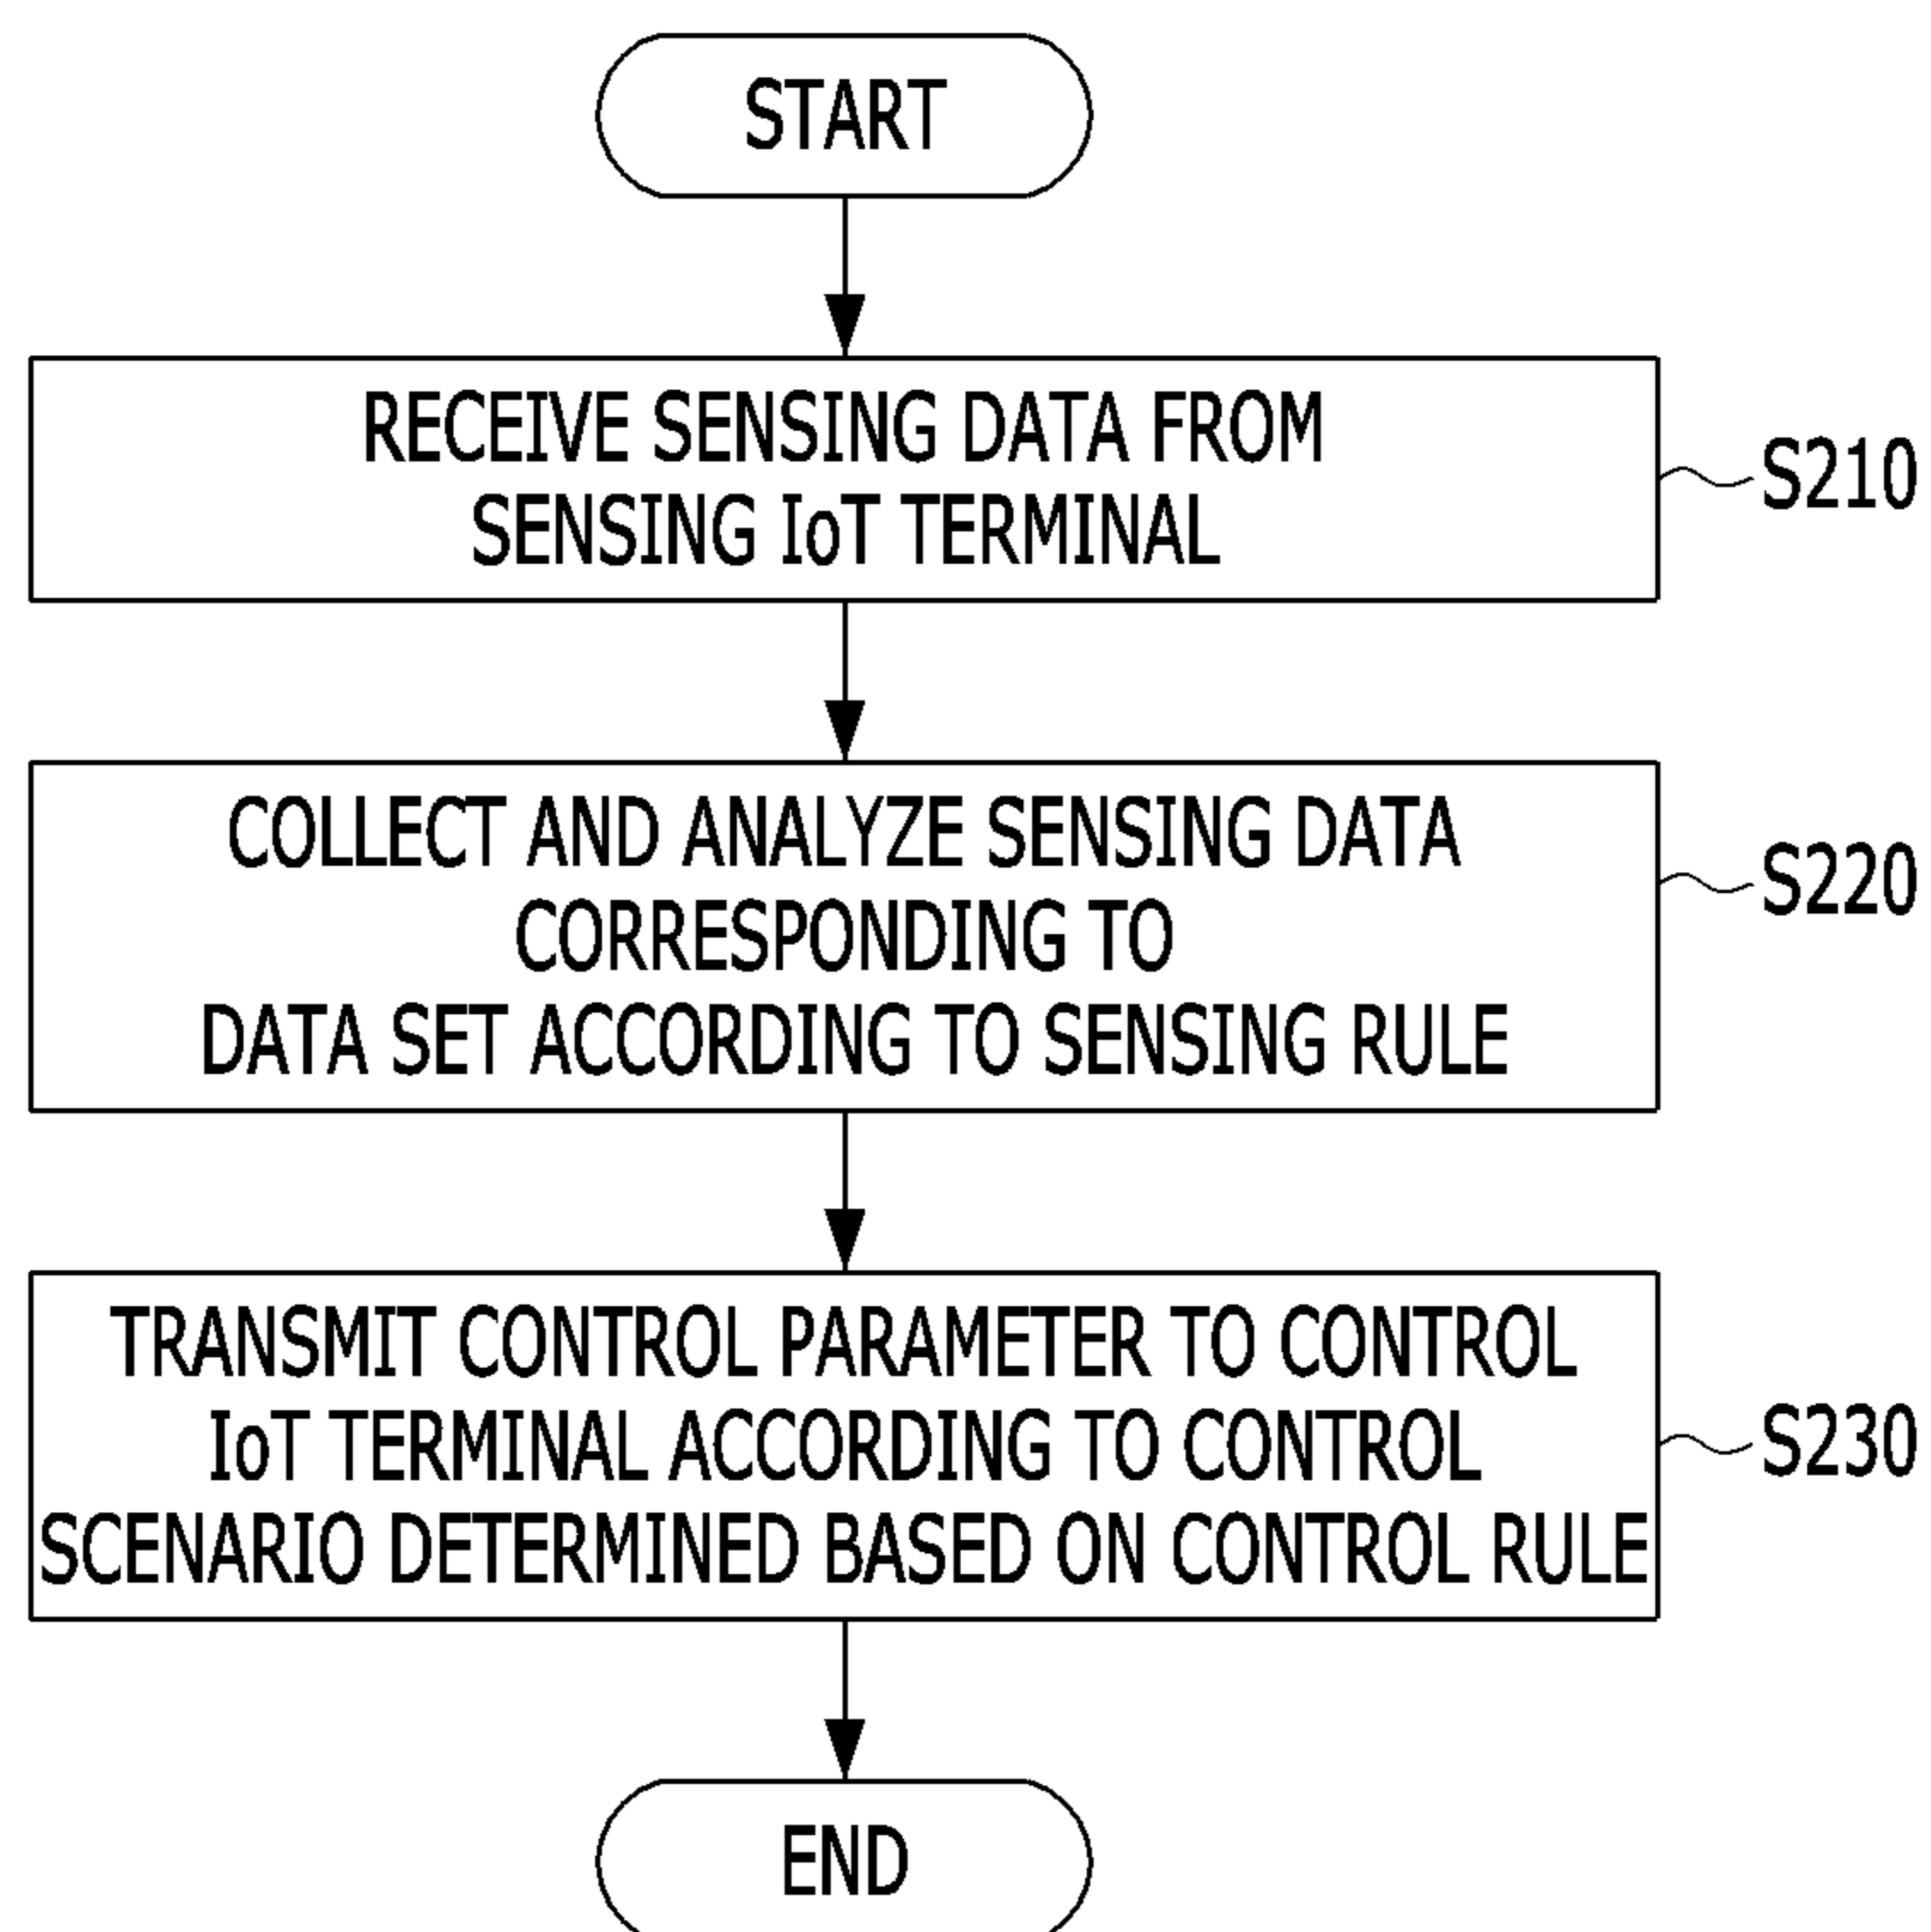 START
RECEIVE SENSING DATA FROM
SENSING IoT TERMINAL
S210
COLLECT AND ANALYZE SENSING DATA
CORRESPONDING TO
DATA SET ACCORDING TO SENSING RULE
S220
TRANSMIT CONTROL PARAMETER TO CONTROL
IoT TERMINAL ACCORDING TO CONTROL
SCENARIO DETERMINED BASED ON CONTROL RULE
S230
END